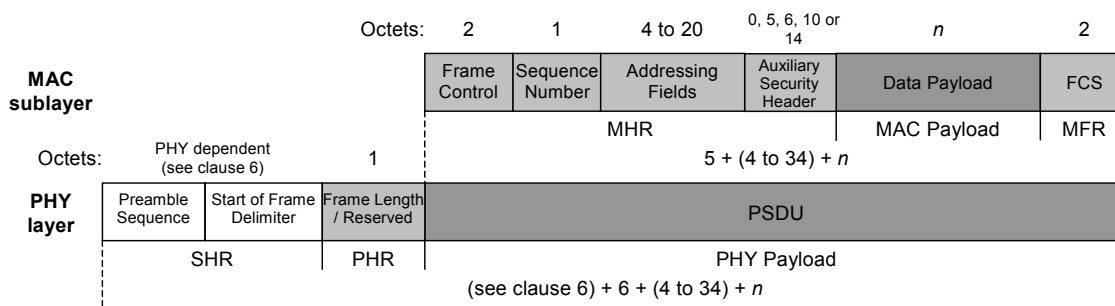 Octets: 2 1 4 to 20 0, 5, 6, 10 or 14 n 2
MAC sublayer
Frame Control
Sequence Number
Addressing Fields
Auxiliary Security Header
Data Payload
FCS
MHR MAC Payload MFR
Octets: PHY dependent (see clause 6) 1 5 + (4 to 34) + n
PHY layer
Preamble Sequence
Start of Frame Delimiter
Frame Length / Reserved
PSDU
SHR PHR PHY Payload
(see clause 6) + 6 + (4 to 34) + n